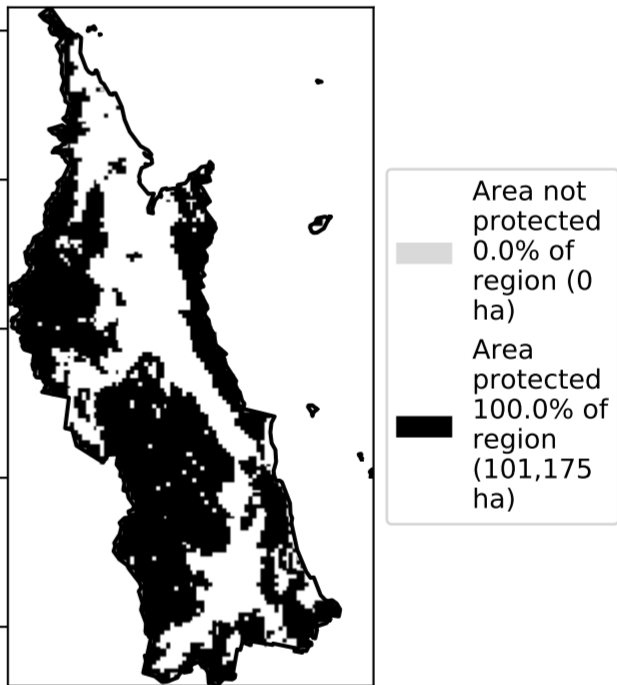 Area not
protected
0.0% of
region (0
ha)
Area
protected
100.0% of
region
(101,175
ha)